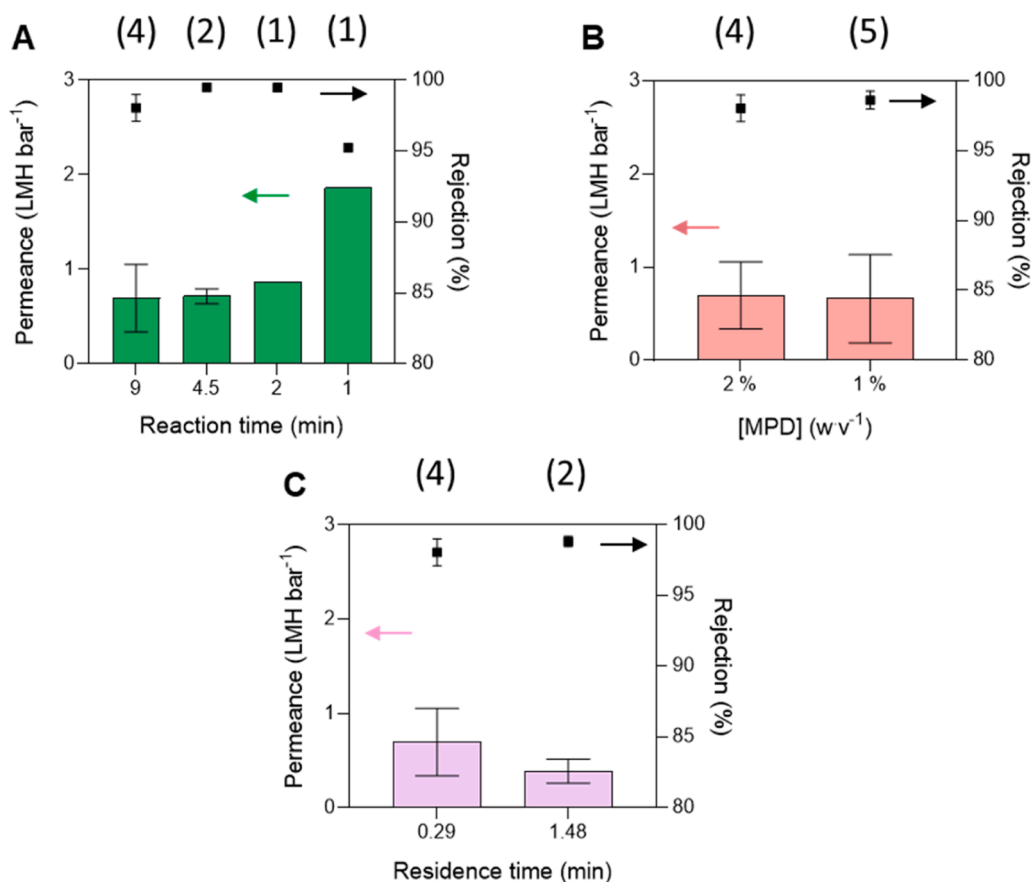 A
(4) (2) (1) (1)
3
2
1
0
Permeance (LMH bar⁻¹)
100
95
90
85
80
Rejection (%)
9 4.5 2 1
Reaction time (min)
B
(4) (5)
3
2
1
0
Permeance (LMH bar⁻¹)
100
95
90
85
80
Rejection (%)
2 % 1 %
[MPD] (w·v⁻¹)
C
(4) (2)
3
2
1
0
Permeance (LMH bar⁻¹)
100
95
90
85
80
Rejection (%)
0.29 1.48
Residence time (min)